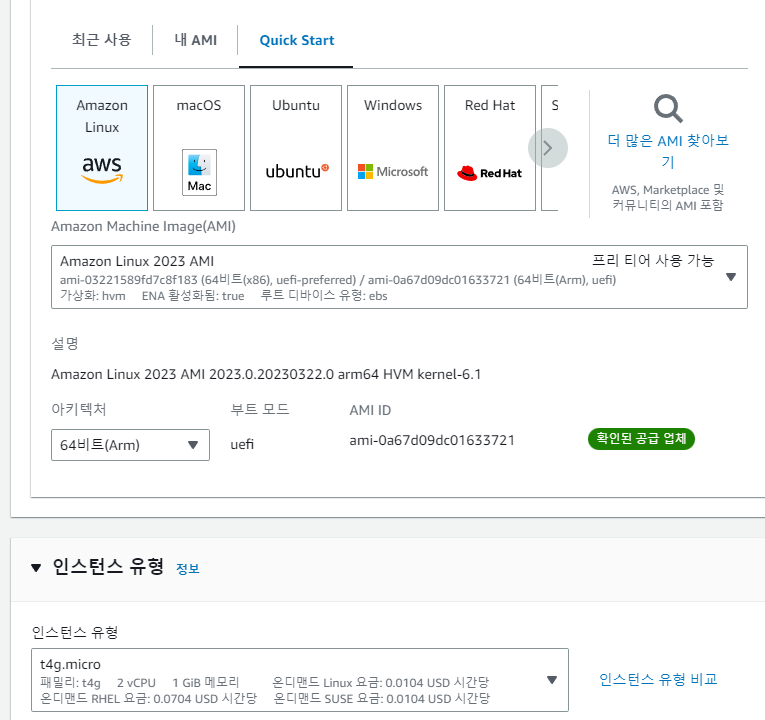 최근 사용
내 AMI
Quick Start
Amazon
Linux
aws
macOS
Mac
Ubuntu
ubuntu
Windows
Microsoft
Red Hat
Red Hat
S
더 많은 AMI 찾아보
기
AWS, Marketplace 및
커뮤니티의 AMI 포함
Amazon Machine Image(AMI)
Amazon Linux 2023 AMI
프리 티어 사용 가능
ami-03221589fd7c8f183 (64비트(x86), uefi-preferred) / ami-0a67d09dc01633721 (64비트(Arm), uefi)
가상화: hvm ENA 활성화됨: true 루트 디바이스 유형: ebs
설명
Amazon Linux 2023 AMI 2023.0.20230322.0 arm64 HVM kernel-6.1
아키텍처
부트 모드
AMI ID
64비트(Arm)
uefi
ami-0a67d09dc01633721
확인된 공급 업체
인스턴스 유형 정보
인스턴스 유형
t4g.micro
패밀리: t4g 2 vCPU 1 GiB 메모리 온디맨드 Linux 요금: 0.0104 USD 시간당
온디맨드 RHEL 요금: 0.0704 USD 시간당 온디맨드 SUSE 요금: 0.0104 USD 시간당
인스턴스 유형 비교